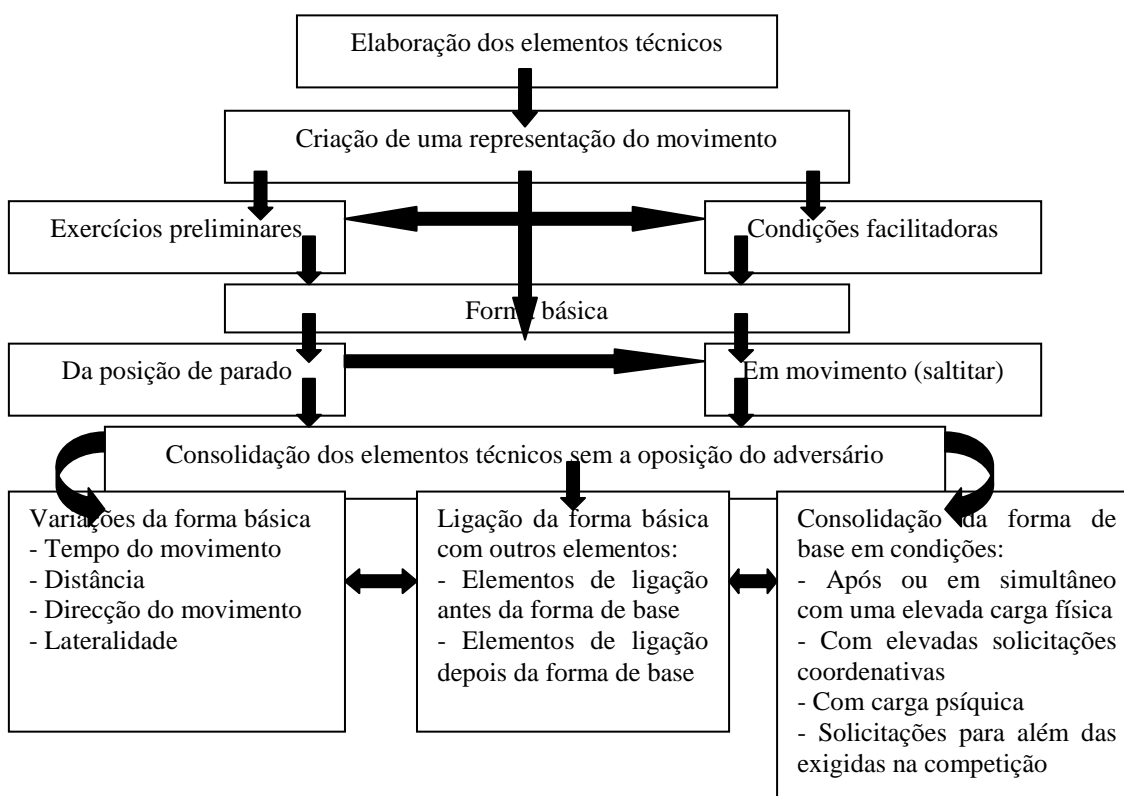 Elaboração dos elementos técnicos
Criação de uma representação do movimento
Exercícios preliminares
Condições facilitadoras
Forma básica
Da posição de parado
Em movimento (saltitar)
Consolidação dos elementos técnicos sem a oposição do adversário
Variações da forma básica
- Tempo do movimento
- Distância
- Direcção do movimento
- Lateralidade
Ligação da forma básica
com outros elementos:
- Elementos de ligação
antes da forma de base
- Elementos de ligação
depois da forma de base
Consolidação da forma de
base em condições:
- Após ou em simultâneo
com uma elevada carga física
- Com elevadas solicitações
coordenativas
- Com carga psíquica
- Solicitações para além das
exigidas na competição